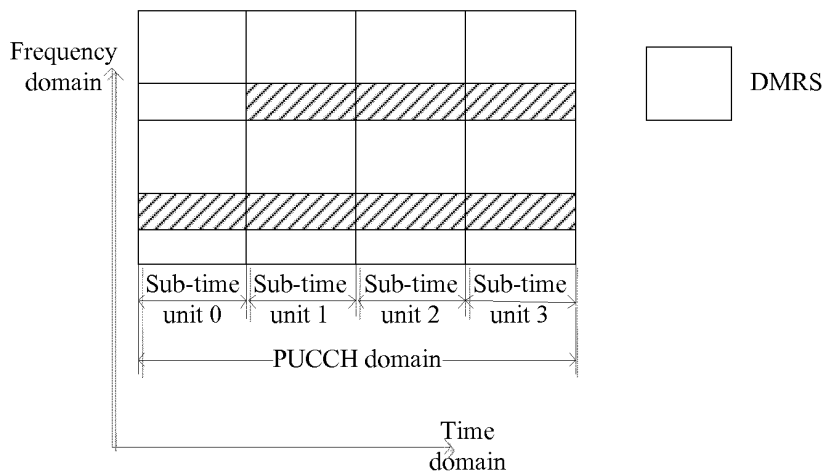 Frequency
domain
DMRS
Sub-time
unit 0
Sub-time
unit 1
Sub-time
unit 2
Sub-time
unit 3
PUCCH domain
Time
domain